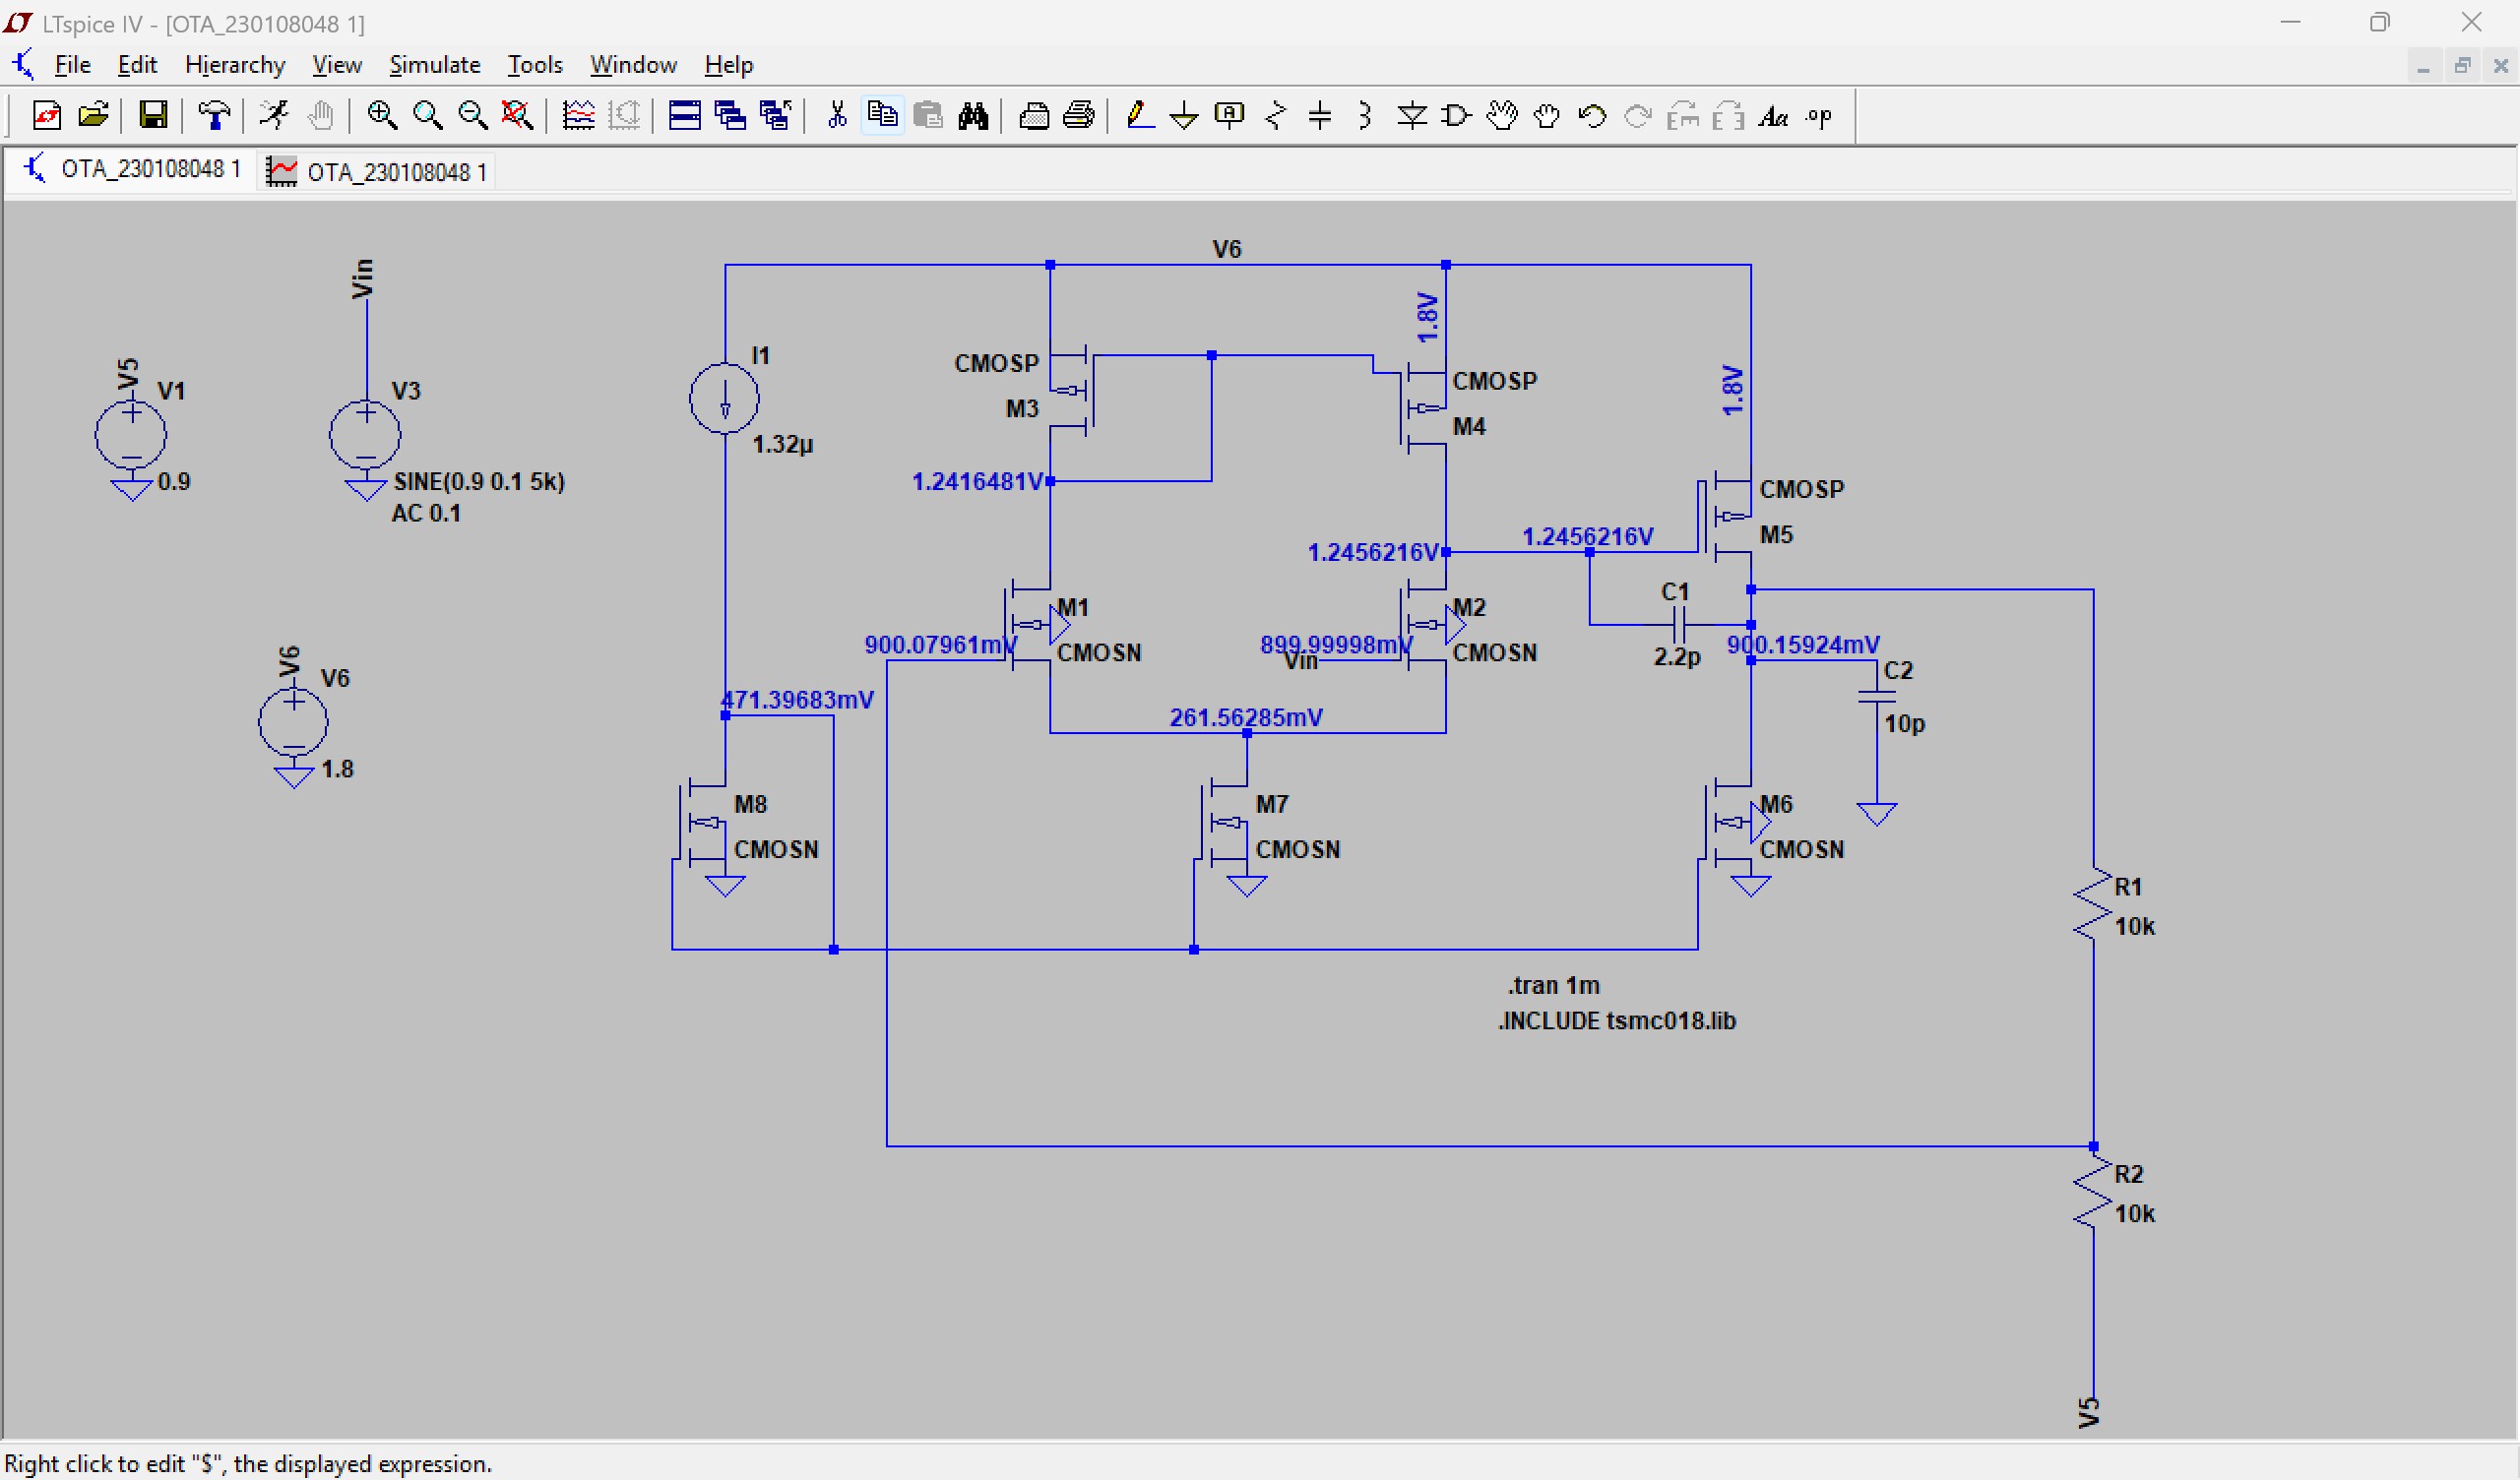 LTspice IV - [OTA_230108048 1]
File Edit Hierarchy View Simulate Tools Window Help
A Aa .op
OTA_230108048 1 OTA_230108048 1
V6
Vin
1.8V
I1
V5
V1
V3
CMOSP
M3
CMOSP
M4
1.8V
1.32µ
0.9
SINE(0.9 0.1 5k)
AC 0.1
1.2416481V
CMOSP
M5
1.2456216V
1.2456216V
C1
M1
M2
900.07961mV
CMOSN
899.99998mV
Vin
CMOSN
2.2p
900.15924mV
C2
10p
V6
V6
1.8
471.39683mV
261.56285mV
M8
CMOSN
M7
CMOSN
M6
CMOSN
R1
10k
.tran 1m
.INCLUDE tsmc018.lib
R2
10k
V5
Right click to edit "$", the displayed expression.